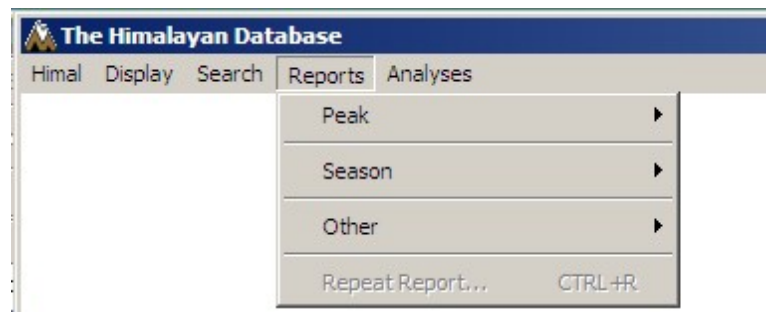 The Himalayan Database
Himal Display Search Reports Analyses
Peak
Season
Other
Repeat Report... CTRL+R